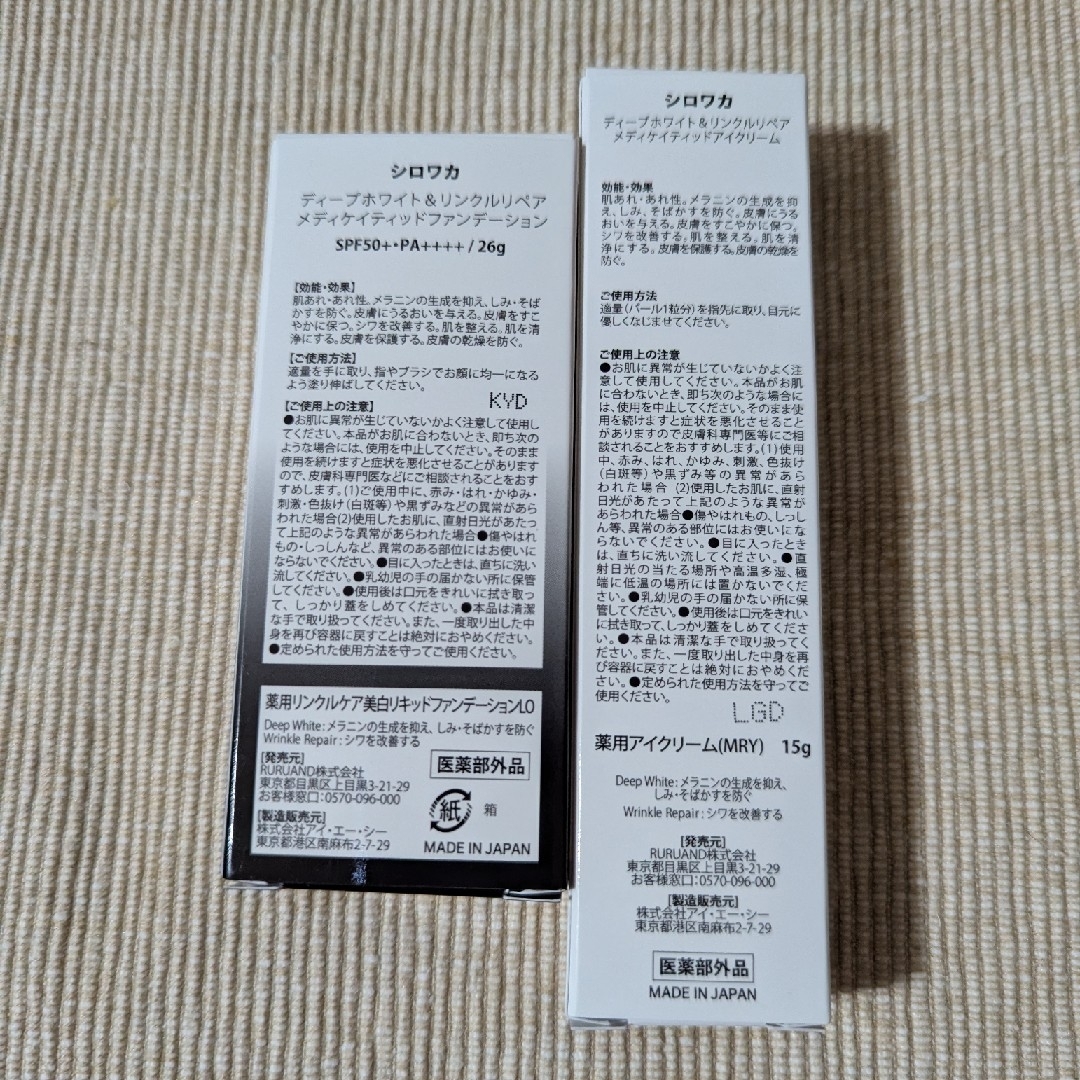 シロワカ
ディープホワイト&リンクルリペア
メディケイティッドファンデーション
SPF50+・PA++++ / 26g
【効能・効果】
肌あれ・あれ性。メラニンの生成を抑え、しみ・そば
かすを防ぐ。皮膚にうるおいを与える。皮膚をすこ
やかに保つ。シワを改善する。肌を整える。肌を清
浄にする。皮膚を保護する。皮膚の乾燥を防ぐ。
【ご使用方法】
適量を手に取り、指やブラシでお顔に均一になる
よう塗り伸ばしてください。
KYD
【ご使用上の注意】
●お肌に異常が生じていないかよく注意して使用し
てください。本品がお肌に合わないとき、即ち次の
ような場合には、使用を中止してください。そのまま
使用を続けますと症状を悪化させることがあります
ので、皮膚科専門医などにご相談されることをおす
すめします。(1)ご使用中に、赤み・はれ・かゆみ・
刺激・色抜け(白斑等)や黒ずみなどの異常があら
われた場合(2)使用したお肌に、直射日光があたっ
て上記のような異常があらわれた場合●傷やはれ
もの・しっしんなど、異常のある部位にはお使いに
ならないでください。●目に入ったときは、直ちに洗い
流してください。●乳幼児の手の届かない所に保管
してください。●使用後は口元をきれいに拭き取っ
て、しっかり蓋をしめてください。●本品は清潔
な手で取り扱ってください。また、一度取り出した中
身を再び容器に戻すことは絶対におやめください。
●定められた使用方法を守ってご使用ください。
薬用リンクルケア美白リキッドファンデーションLO
Deep White:メラニンの生成を抑え、しみ・そばかすを防ぐ
Wrinkle Repair:シワを改善する
[発売元]
RURUAND株式会社
東京都目黒区上目黒3-21-29
お客様窓口:0570-096-000
[製造販売元]
株式会社アイ・エー・シー
東京都港区南麻布2-7-29
医薬部外品
紙 箱
MADE IN JAPAN
シロワカ
ディープホワイト&リンクルリペア
メディケイティッドアイクリーム
効能・効果
肌あれ・あれ性。メラニンの生成を抑
え、しみ、そばかすを防ぐ。皮膚にうる
おいを与える。皮膚をすこやかに保つ。
シワを改善する。肌を整える。肌を清
浄にする。皮膚を保護する。皮膚の乾燥を
防ぐ。
ご使用方法
適量(パール1粒分)を指先に取り、目元に
優しくなじませてください。
ご使用上の注意
●お肌に異常が生じていないかよく注
意して使用してください。本品がお肌
に合わないとき、即ち次のような場合に
は、使用を中止してください。そのまま使
用を続けますと症状を悪化させること
がありますので皮膚科専門医等にご相
談されることをおすすめします。(1)使用
中、赤み、はれ、かゆみ、刺激、色抜け
(白斑等)や黒ずみ等の異常があら
われた場合 (2)使用したお肌に、直射
日光があたって上記のような異常が
あらわれた場合●傷やはれもの、しっし
ん等、異常のある部位にはお使いにな
らないでください。●目に入ったとき
は、直ちに洗い流してください。●直
射日光の当たる場所や高温多湿、極
端に低温の場所には置かないでくだ
さい。●乳幼児の手の届かない所に保
管してください。●使用後は口元をきれい
に拭き取って、しっかり蓋をしめてくださ
い。●本品は清潔な手で取り扱ってく
ださい。また、一度取り出した中身を再
び容器に戻すことは絶対におやめくだ
さい。●定められた使用方法を守ってご
使用ください。
LGD
薬用アイクリーム(MRY) 15g
Deep White:メラニンの生成を抑え、
しみ・そばかすを防ぐ
Wrinkle Repair:シワを改善する
[発売元]
RURUAND株式会社
東京都目黒区上目黒3-21-29
お客様窓口:0570-096-000
[製造販売元]
株式会社アイ・エー・シー
東京都港区南麻布2-7-29
医薬部外品
MADE IN JAPAN